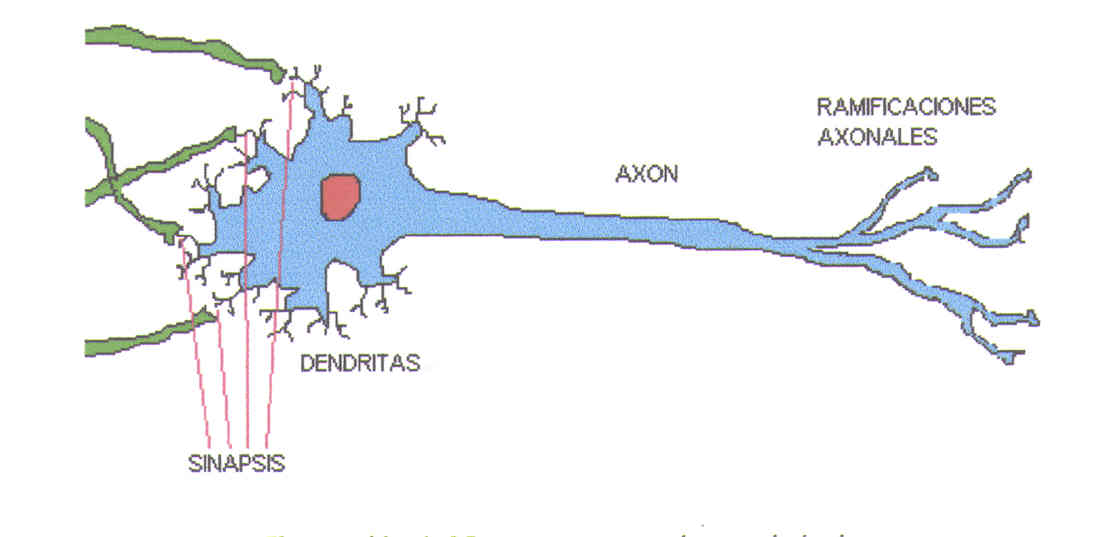 RAMIFICACIONES
AXONALES
AXON
DENDRITAS
SINAPSIS